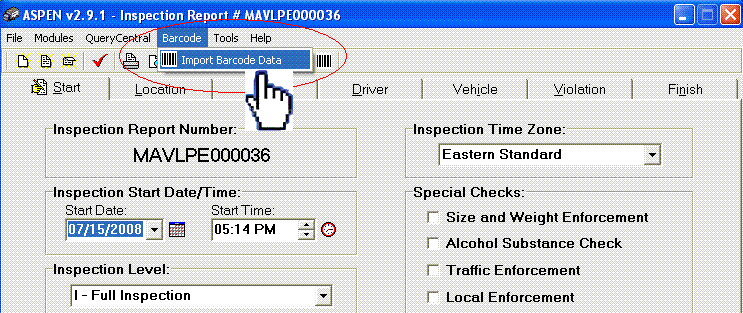 ASPEN v2.9.1 - Inspection Report # MAVLPE000036
File Modules QueryCentral Barcode Tools Help
Import Barcode Data
Start Location Driver Vehicle Violation Finish
Inspection Report Number:
MAVLPE000036
Inspection Time Zone:
Eastern Standard
Inspection Start Date/Time:
Start Date: Start Time:
07/15/2008 05:14 PM
Special Checks:
Size and Weight Enforcement
Alcohol Substance Check
Traffic Enforcement
Local Enforcement
Inspection Level:
I - Full Inspection